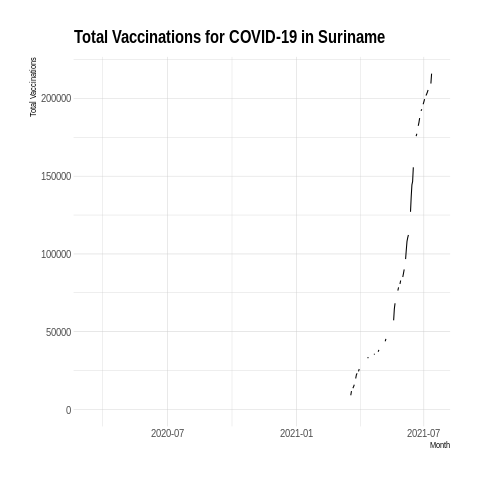 Total Vaccinations for COVID-19 in Suriname
Total Vaccinations
200000
150000
100000
50000
0
2020-07 2021-01 2021-07
Month